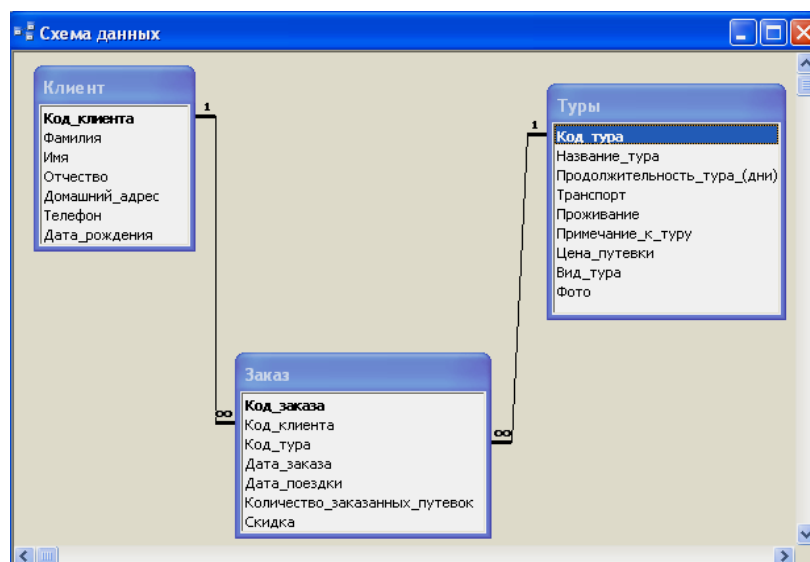 Схема данных
Клиент
Код_клиента
Фамилия
Имя
Отчество
Домашний_адрес
Телефон
Дата_рождения
1
Туры
Код_тура
Название_тура
Продолжительность_тура_(дни)
Транспорт
Проживание
Примечание_к_туру
Цена_путевки
Вид_тура
Фото
1
Заказ
Код_заказа
Код_клиента
Код_тура
Дата_заказа
Дата_поездки
Количество_заказанных_путевок
Скидка
∞
∞